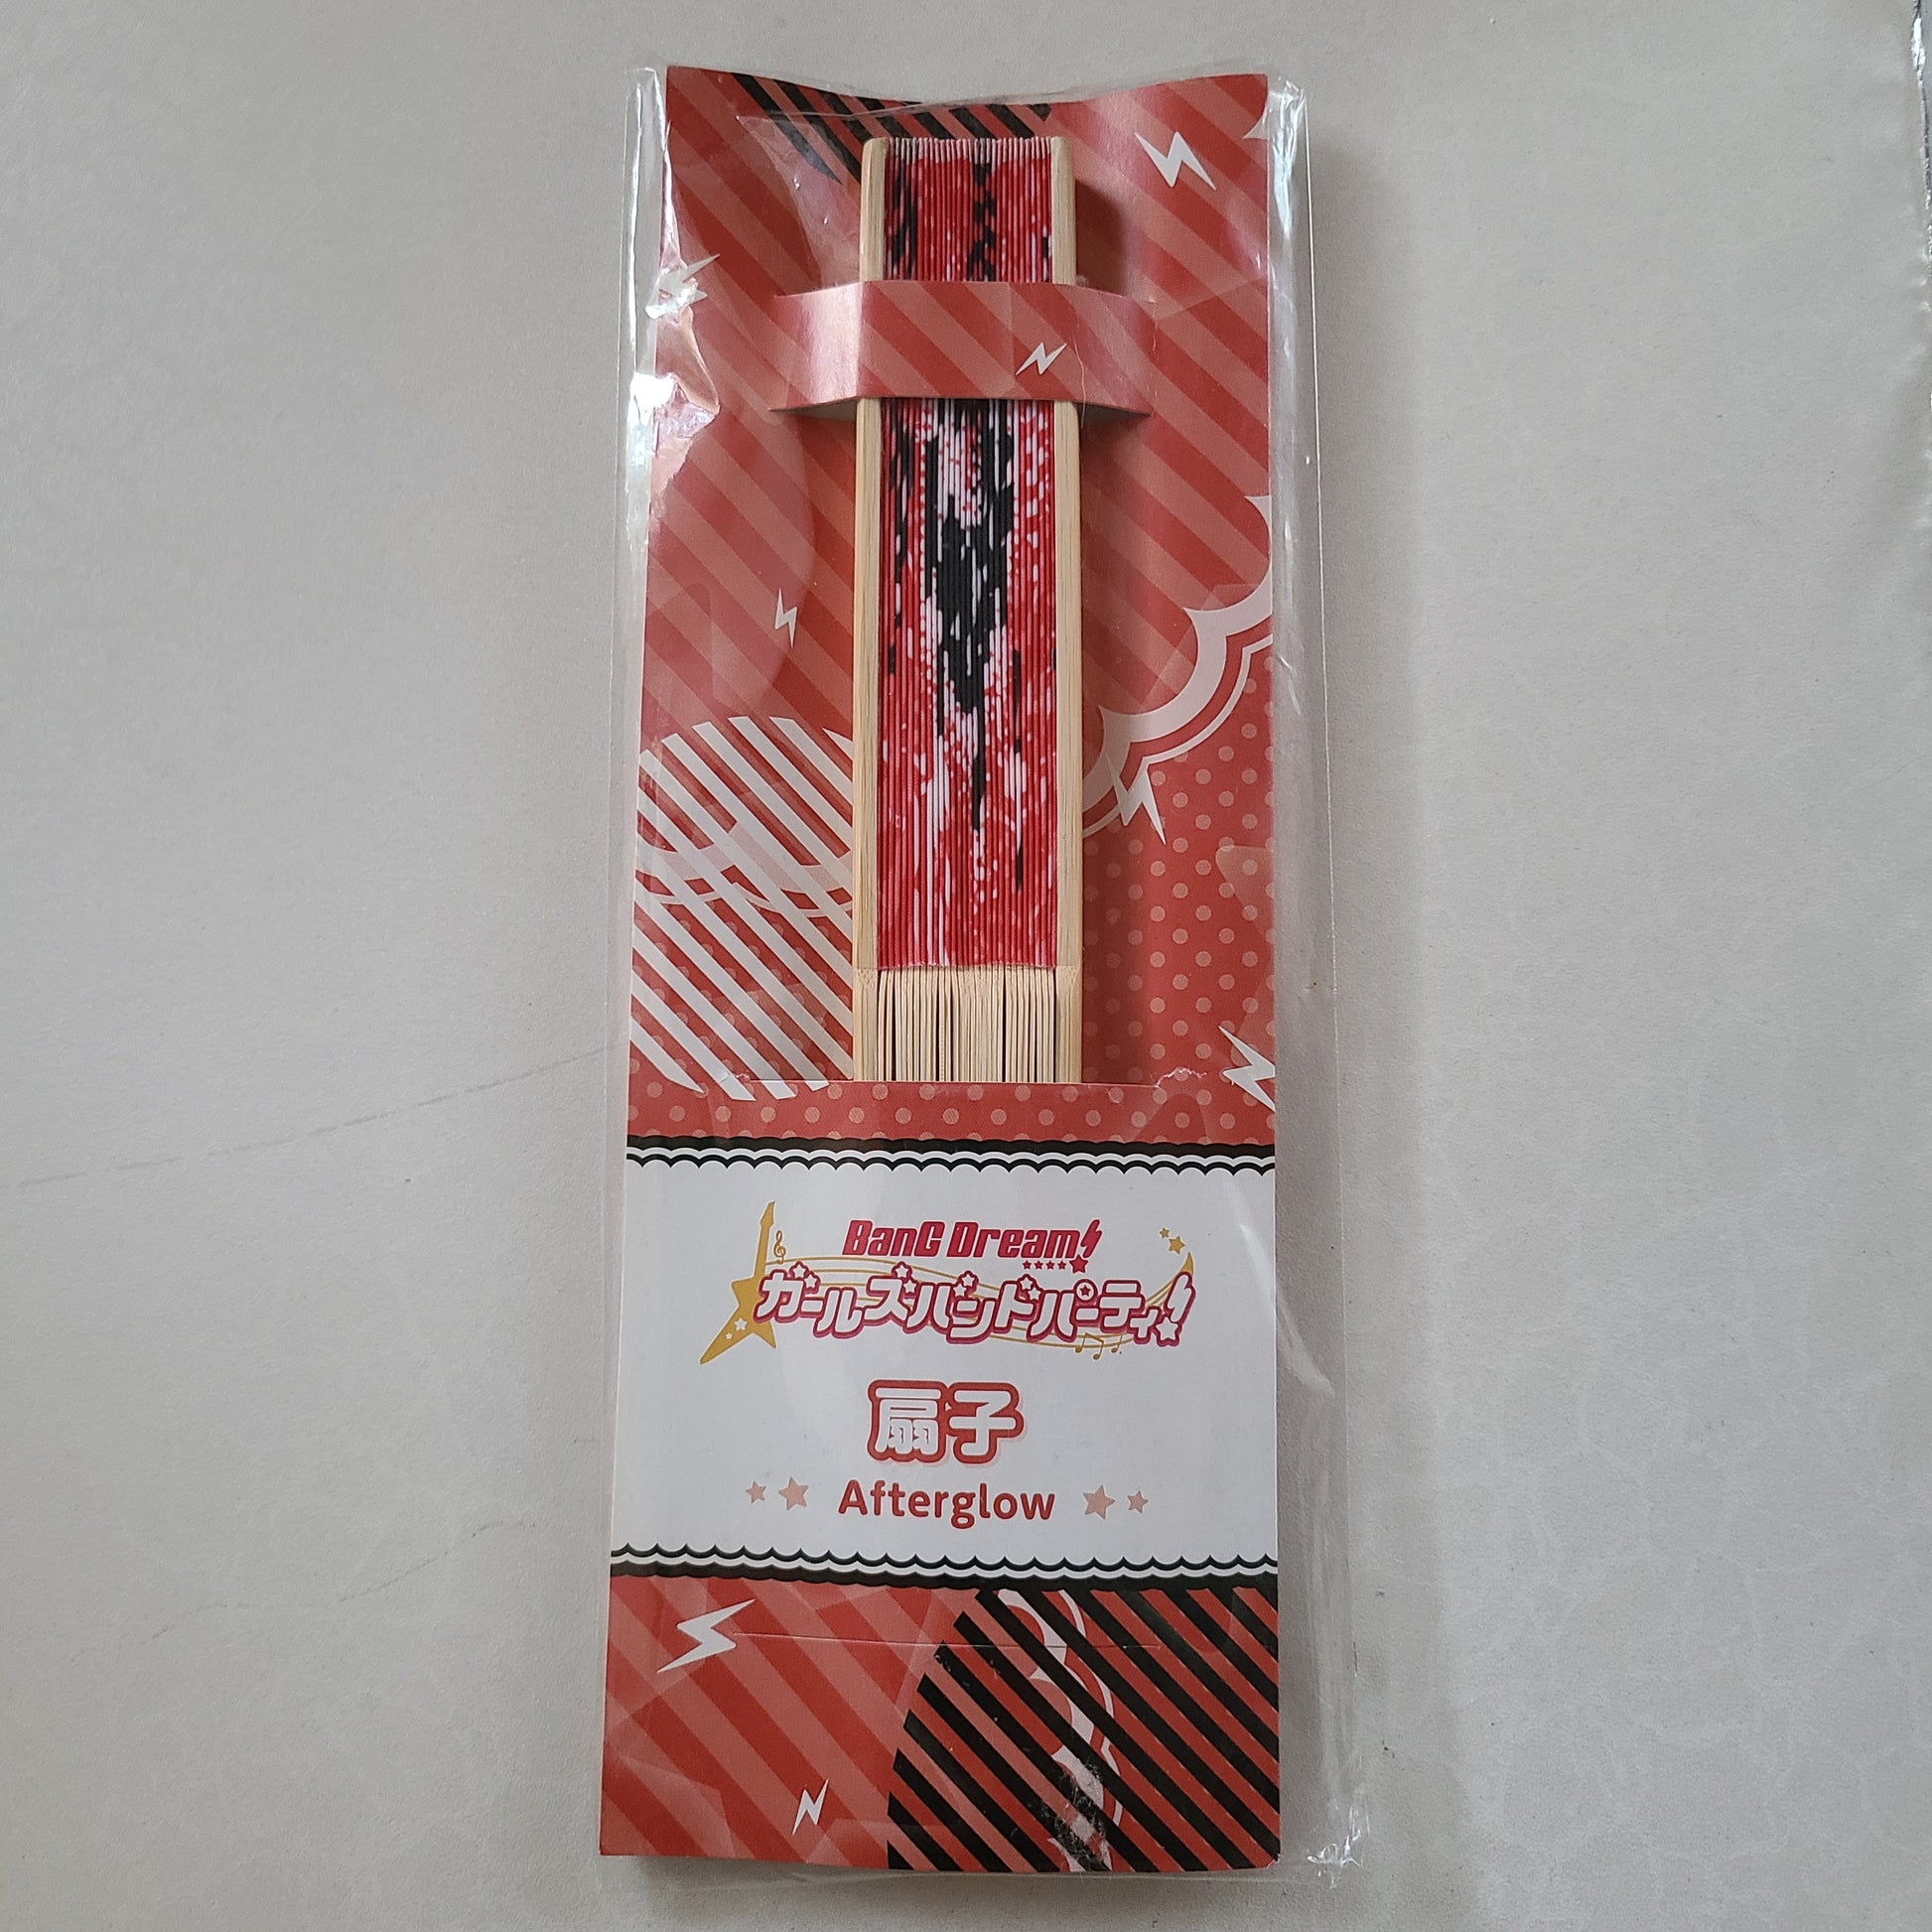 BanG Dream!
ガールズバンドパーティ!
扇子
Afterglow